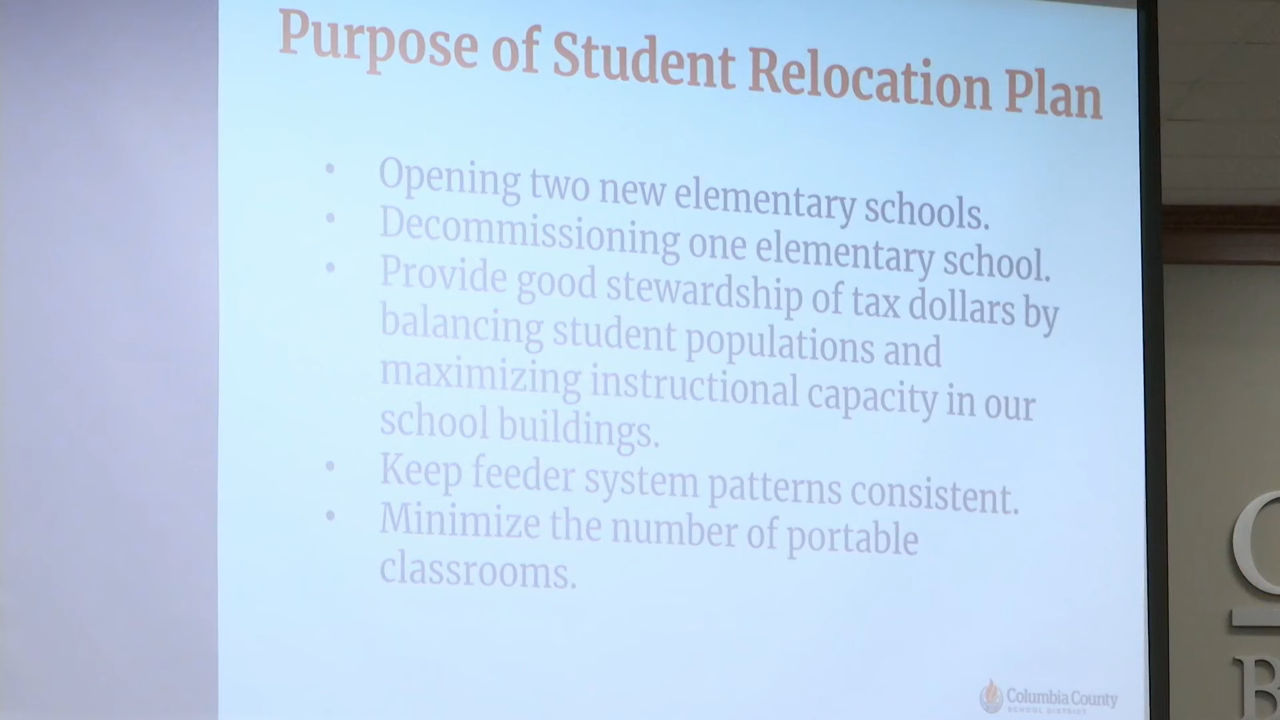 Purpose of Student Relocation Plan
• Opening two new elementary schools.
• Decommissioning one elementary school.
• Provide good stewardship of tax dollars by
balancing student populations and
maximizing instructional capacity in our
school buildings.
• Keep feeder system patterns consistent.
• Minimize the number of portable
classrooms.
Columbia County
SCHOOL DISTRICT
C
B